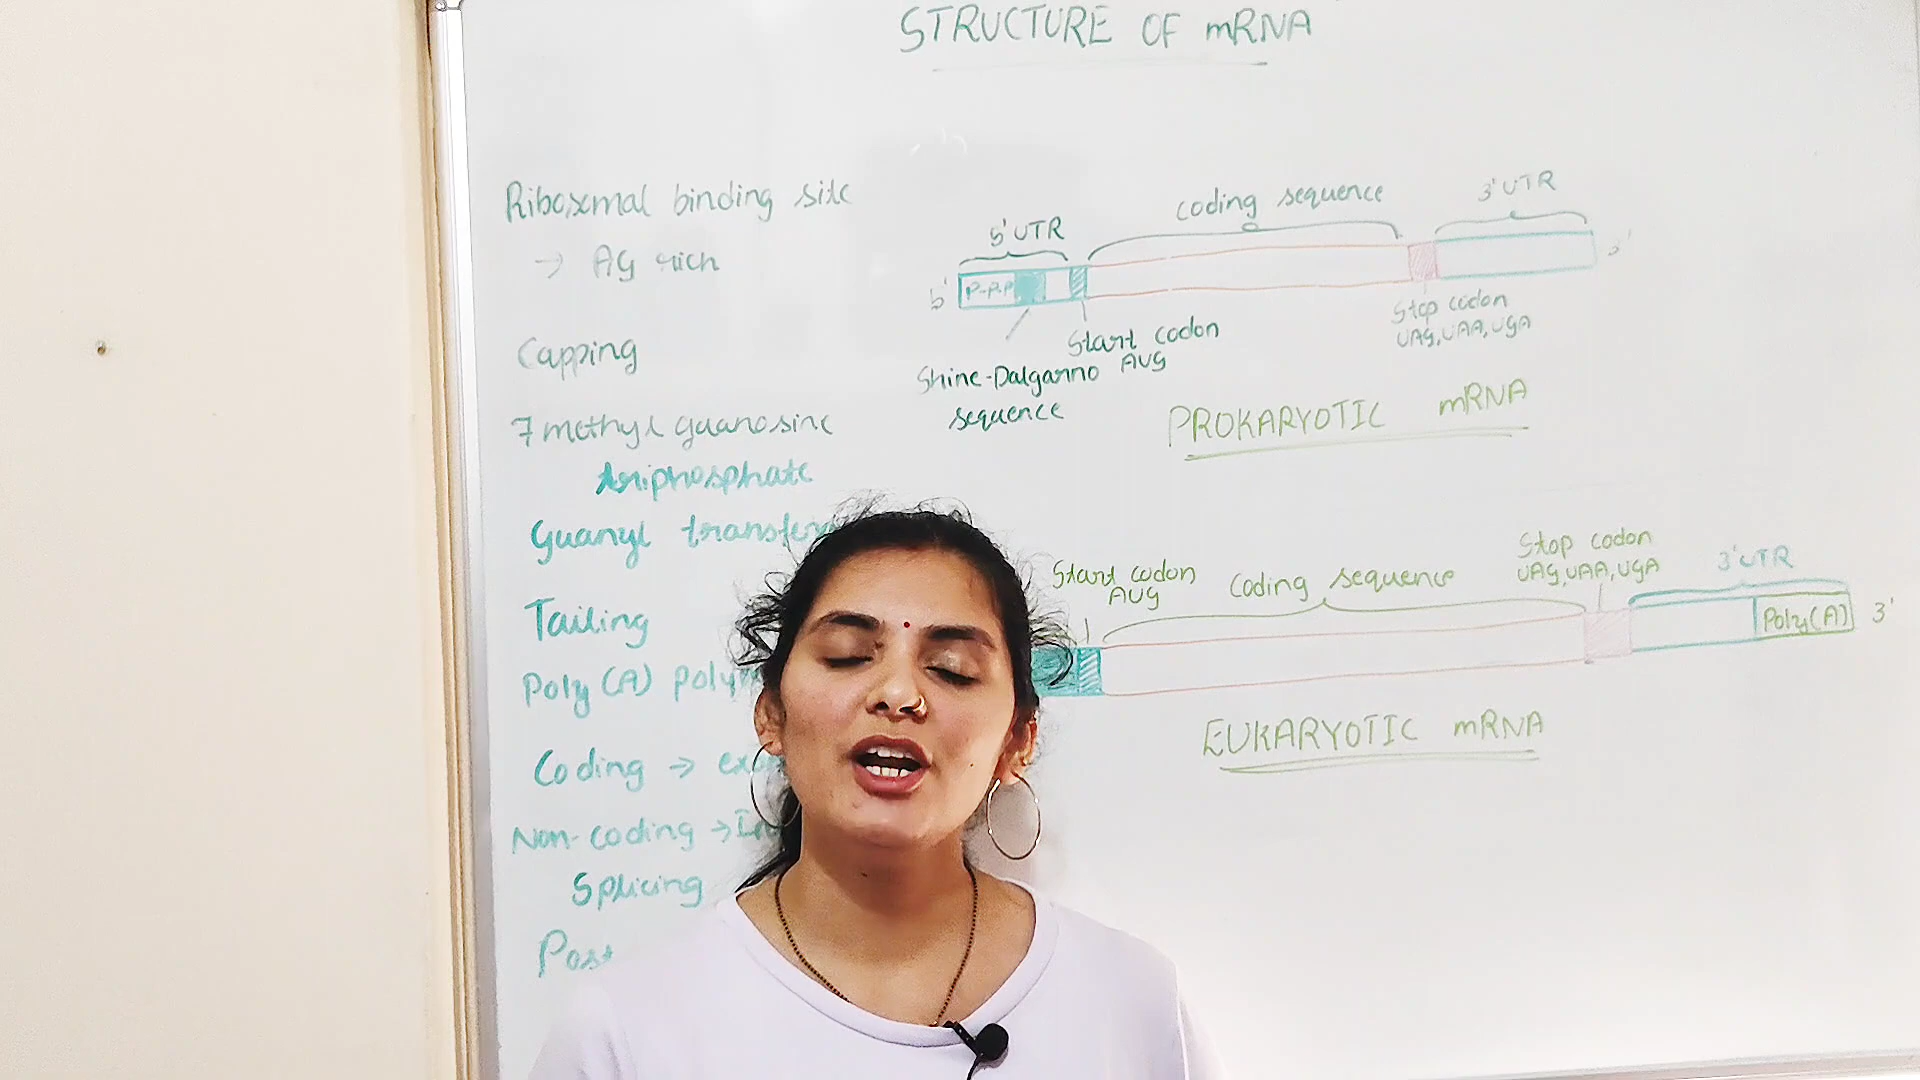 STRUCTURE OF mRNA
Ribosomal binding site
→ AG rich
Capping
7 methyl guanosine
triphosphate
Guanyl
Tailing
Poly (A)
Coding →
Non-coding →
Splicing
Post
5' UTR
coding sequence
3' UTR
5'
P-P-P
3'
Start codon
AUG
Shine-Dalgarno
sequence
Stop codon
UAG, UAA, UGA
PROKARYOTIC mRNA
Start codon
AUG
Coding sequence
Stop codon
UAG, UAA, UGA
3' UTR
Poly (A)
3'
EUKARYOTIC mRNA